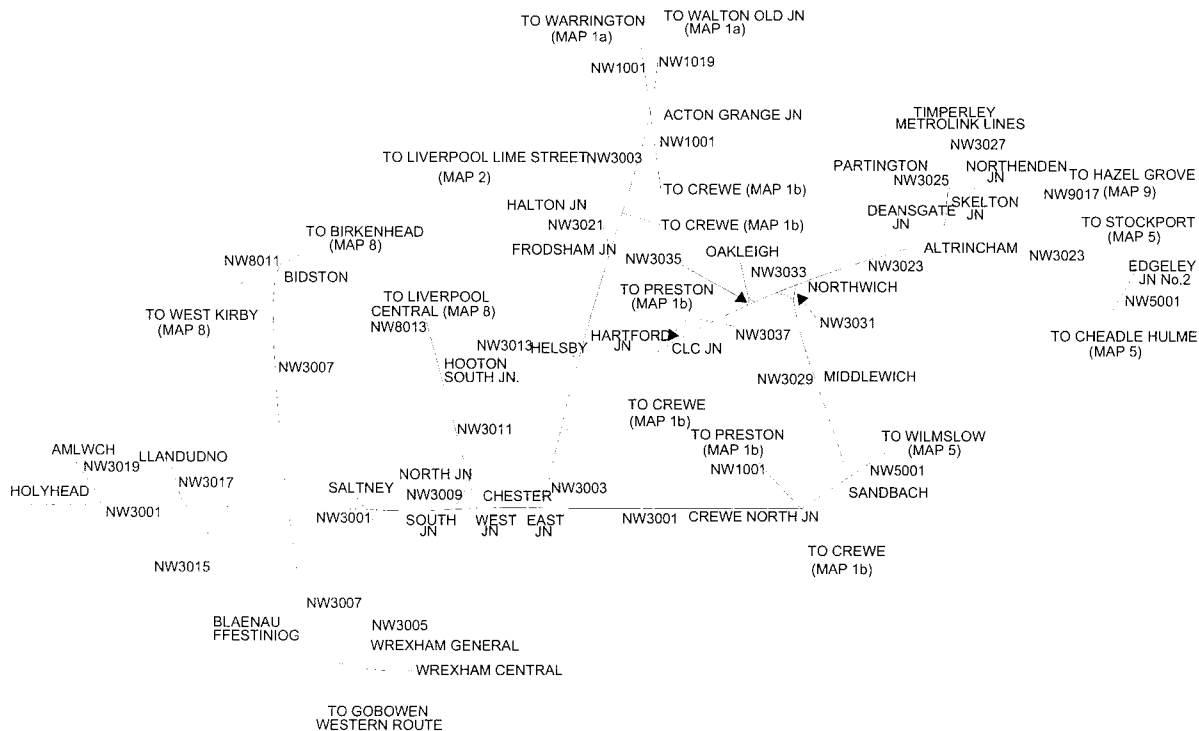 TO WARRINGTON
(MAP 1a)
TO WALTON OLD JN
(MAP 1a)
NW1001
NW1019
ACTON GRANGE JN
NW1001
TO LIVERPOOL LIME STREET
(MAP 2)
NW3003
TO CREWE (MAP 1b)
HALTON JN
NW3021
TO CREWE (MAP 1b)
FRODSHAM JN
TIMPERLEY
METROLINK LINES
NW3027
PARTINGTON
NW3025
NORTHENDEN
JN
TO HAZEL GROVE
(MAP 9)
NW9017
DEANSGATE
JN
SKELTON
JN
TO STOCKPORT
(MAP 5)
ALTRINCHAM
NW3023
NW3023
EDGELEY
JN No.2
NW5001
TO CHEADLE HULME
(MAP 5)
TO BIRKENHEAD
(MAP 8)
NW8011
BIDSTON
TO WEST KIRBY
(MAP 8)
NW3007
TO LIVERPOOL
CENTRAL (MAP 8)
NW8013
NW3013
HELSBY
HOOTON
SOUTH JN.
NW3011
OAKLEIGH
NW3035
NW3033
NORTHWICH
TO PRESTON
(MAP 1b)
NW3031
HARTFORD
JN
NW3037
CLC JN
NW3029
MIDDLEWICH
TO CREWE
(MAP 1b)
TO PRESTON
(MAP 1b)
NW1001
TO WILMSLOW
(MAP 5)
NW5001
SANDBACH
AMLWCH
NW3019
LLANDUDNO
NW3017
HOLYHEAD
NW3001
NW3015
SALTNEY
NW3001
NORTH JN
NW3009
CHESTER
NW3003
SOUTH
JN
WEST
JN
EAST
JN
NW3001
CREWE NORTH JN
TO CREWE
(MAP 1b)
BLAENAU
FFESTINIOG
NW3007
NW3005
WREXHAM GENERAL
WREXHAM CENTRAL
TO GOBOWEN
WESTERN ROUTE